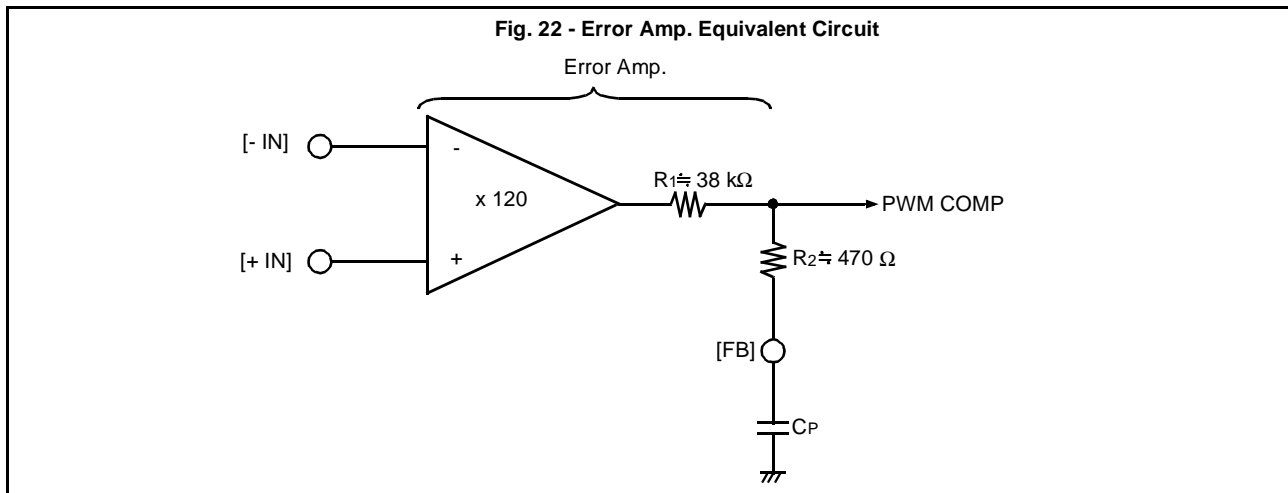 Fig. 22 - Error Amp. Equivalent Circuit
Error Amp.
[- IN]
-
x 120
R1≒ 38 kΩ
PWM COMP
[+ IN]
+
R2≒ 470 Ω
[FB]
CP